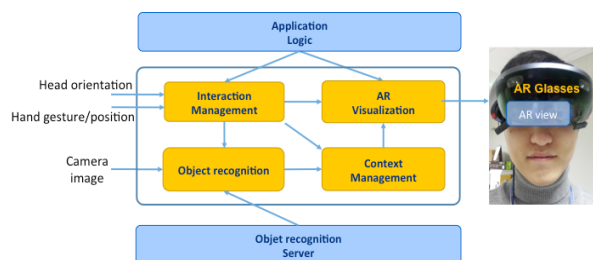 Application
Logic
Head orientation
Hand gesture/position
Camera
image
Interaction
Management
AR
Visualization
Object recognition
Context
Management
AR Glasses
AR view
Objet recognition
Server